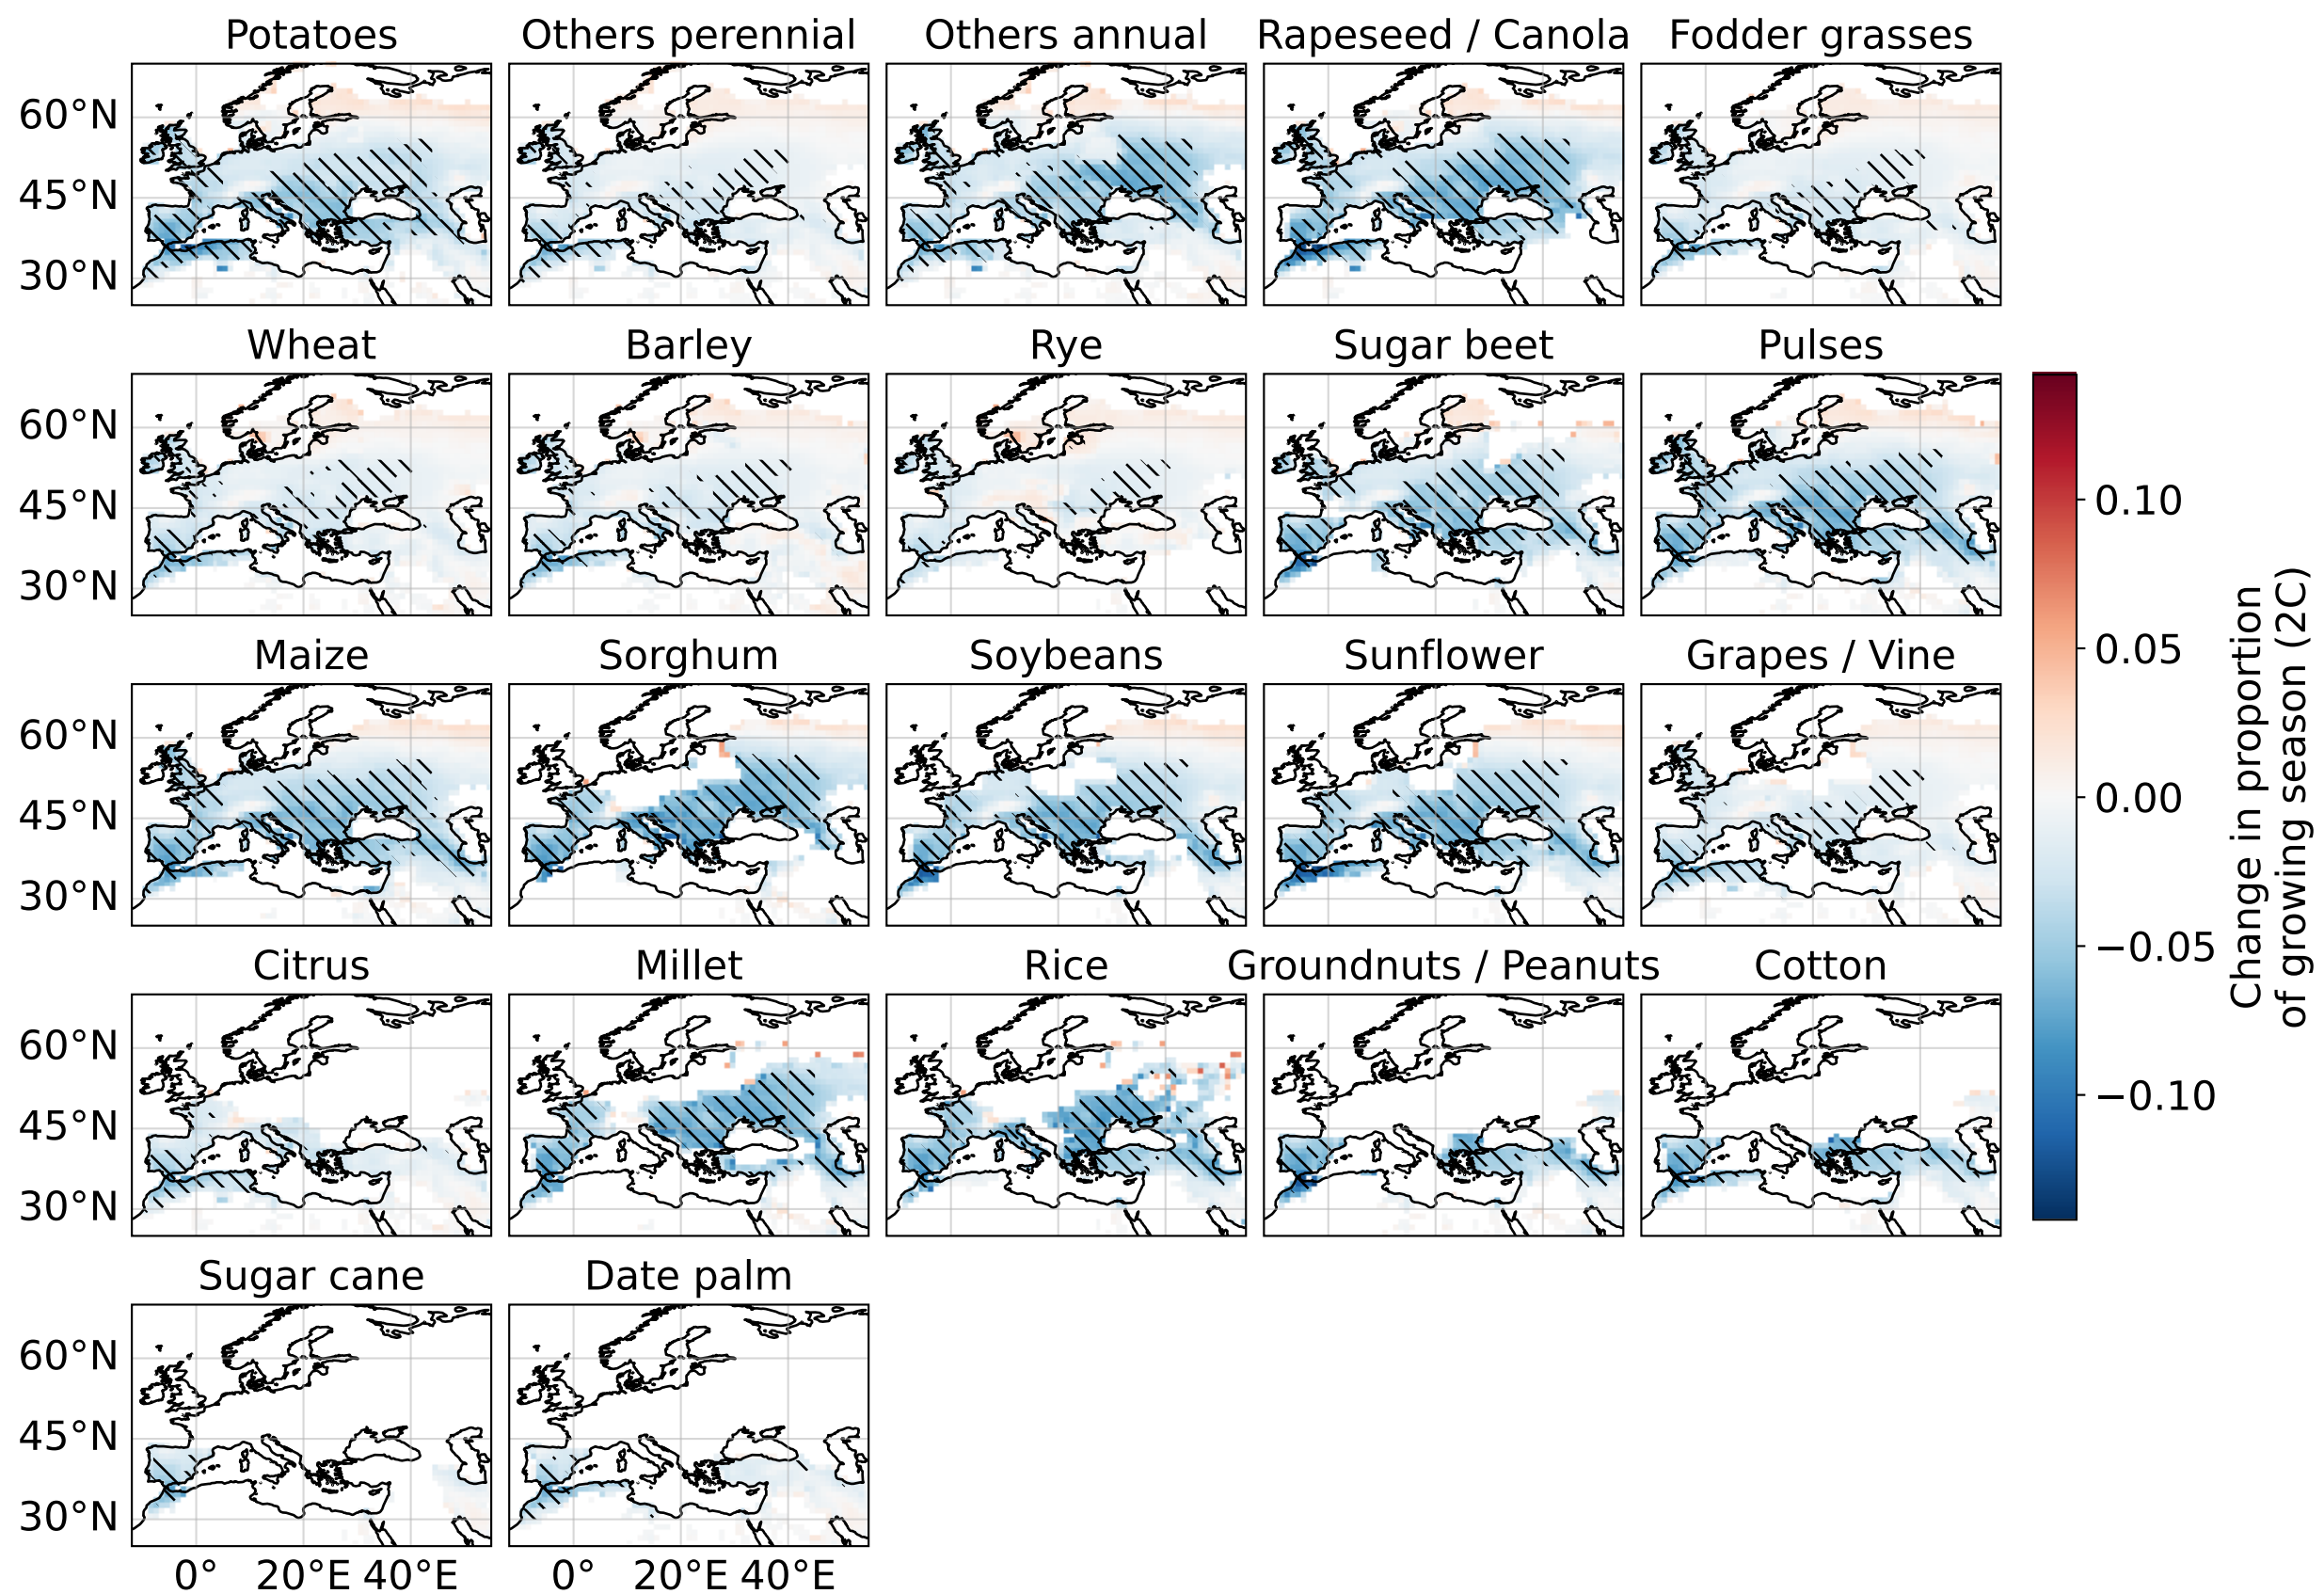 Potatoes Others perennial Others annual Rapeseed / Canola Fodder grasses
60°N
45°N
30°N
Wheat Barley Rye Sugar beet Pulses
60°N
45°N
30°N
Maize Sorghum Soybeans Sunflower Grapes / Vine
60°N
45°N
30°N
Citrus Millet Rice Groundnuts / Peanuts Cotton
60°N
45°N
30°N
Sugar cane Date palm
60°N
45°N
30°N
0° 20°E 40°E 0° 20°E 40°E
0.10
0.05
0.00
−0.05
−0.10
Change in proportion
of growing season (2C)